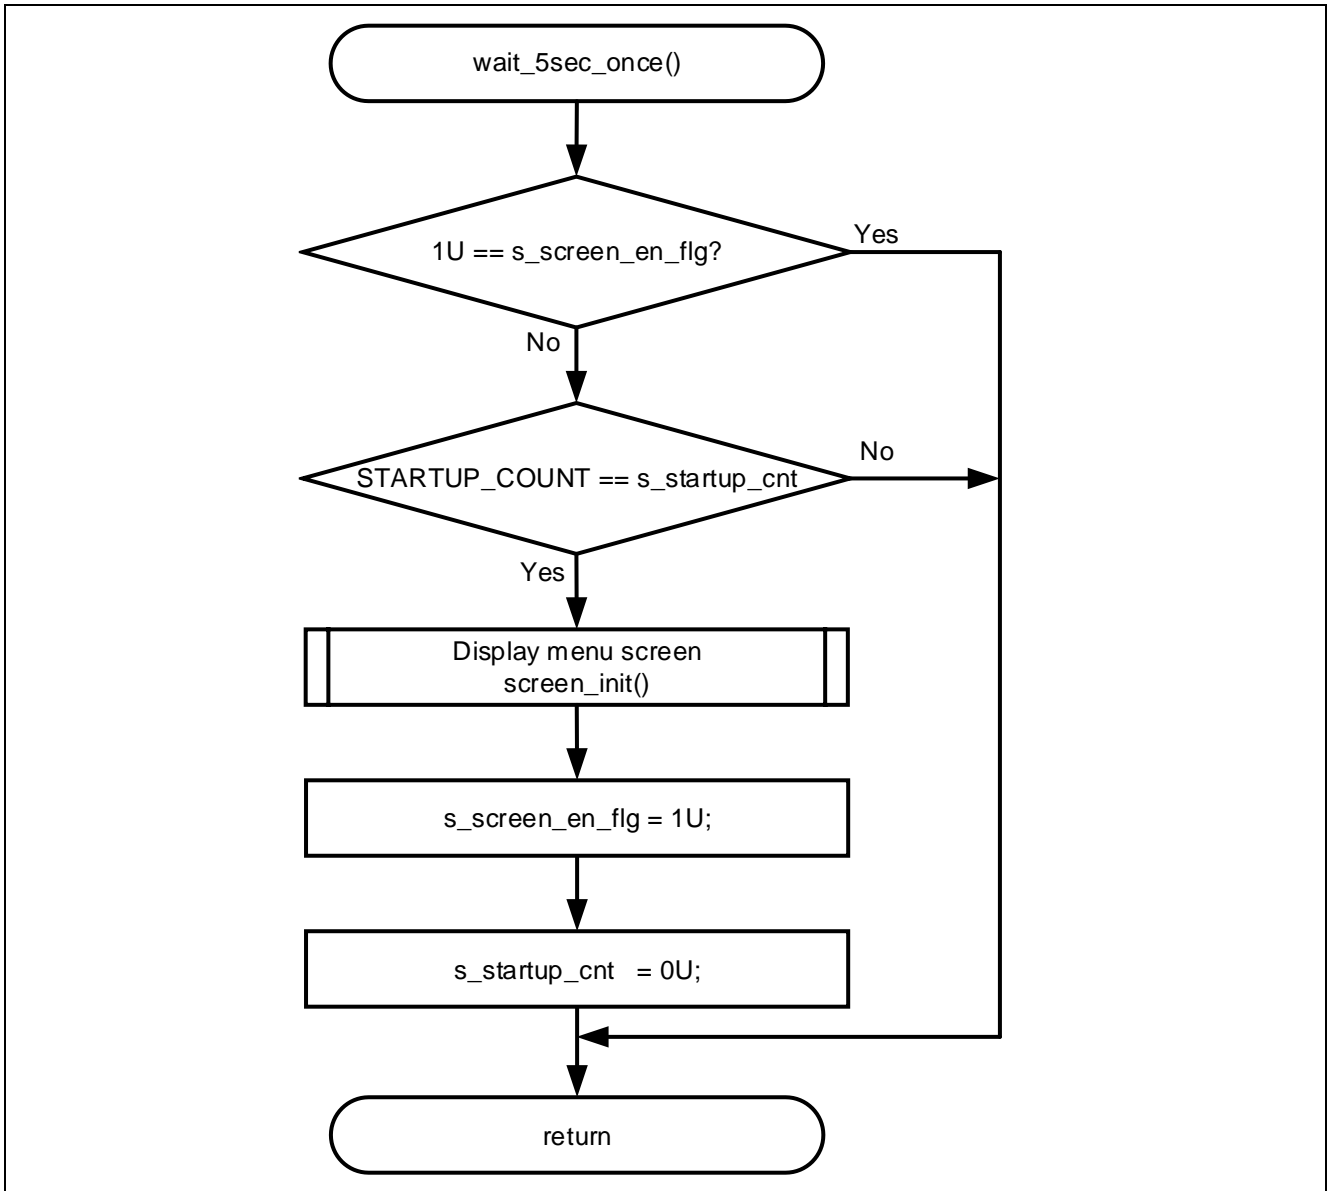 wait_5sec_once()
1U == s_screen_en_flg?
Yes
No
STARTUP_COUNT == s_startup_cnt
No
Yes
Display menu screen
screen_init()
s_screen_en_flg = 1U;
s_startup_cnt   = 0U;
return